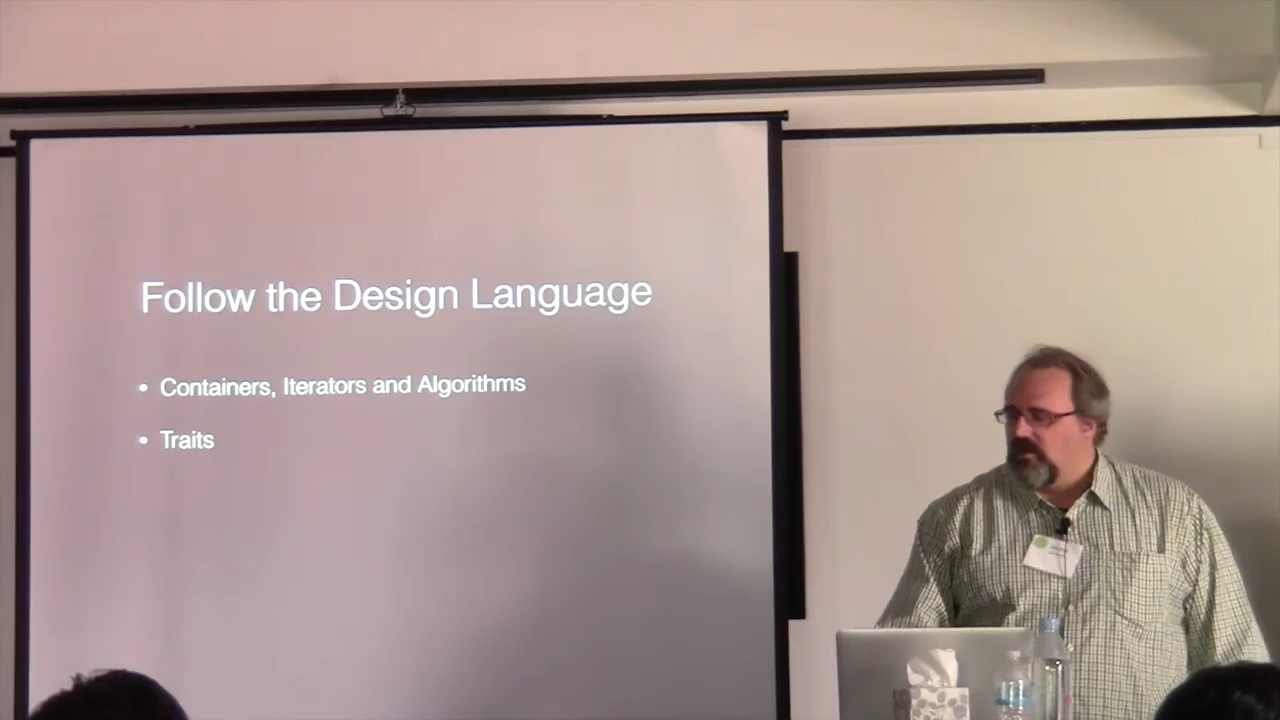 Follow the Design Language
• Containers, Iterators and Algorithms
• Traits